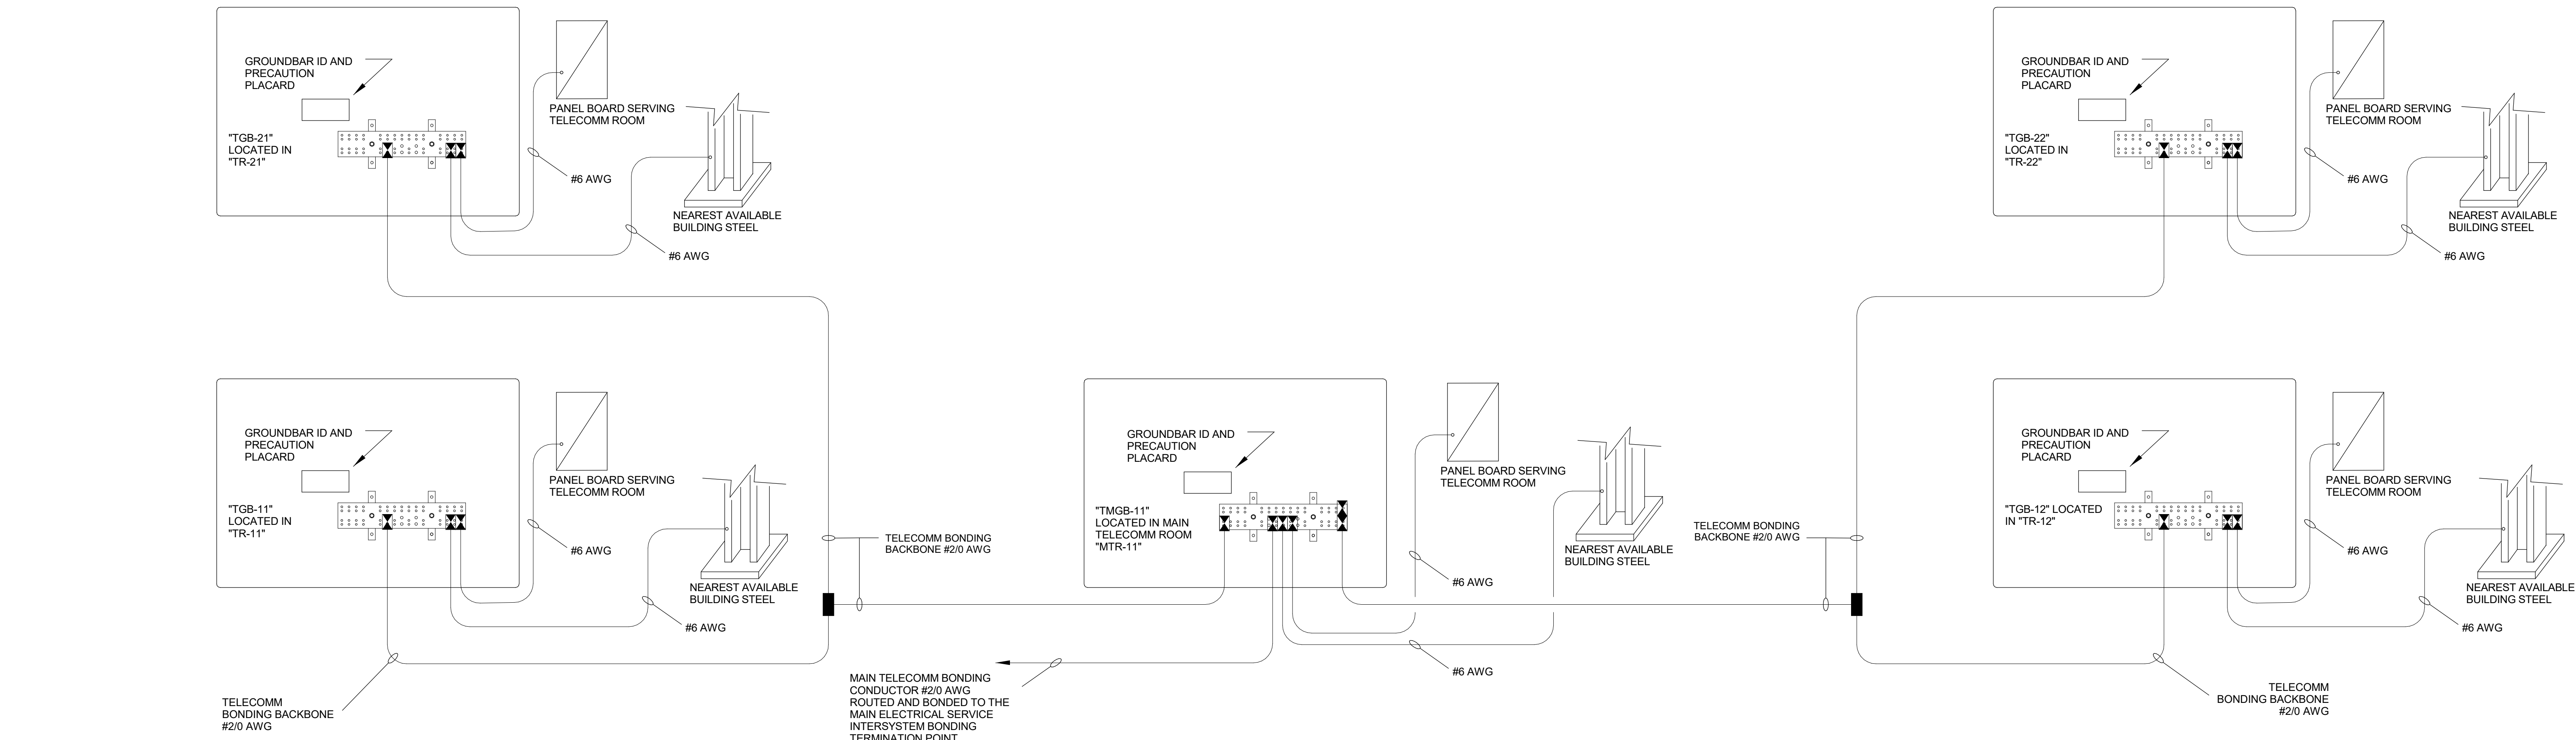 GROUNDBAR ID AND
PRECAUTION
PLACARD
"TGB-21"
LOCATED IN
"TR-21"
PANEL BOARD SERVING
TELECOMM ROOM
#6 AWG
NEAREST AVAILABLE
BUILDING STEEL
#6 AWG
GROUNDBAR ID AND
PRECAUTION
PLACARD
"TGB-22"
LOCATED IN
"TR-22"
PANEL BOARD SERVING
TELECOMM ROOM
#6 AWG
NEAREST AVAILABLE
BUILDING STEEL
#6 AWG
GROUNDBAR ID AND
PRECAUTION
PLACARD
"TGB-11"
LOCATED IN
"TR-11"
PANEL BOARD SERVING
TELECOMM ROOM
#6 AWG
NEAREST AVAILABLE
BUILDING STEEL
#6 AWG
TELECOMM
BONDING BACKBONE
#2/0 AWG
TELECOMM BONDING
BACKBONE #2/0 AWG
GROUNDBAR ID AND
PRECAUTION
PLACARD
"TMGB-11"
LOCATED IN MAIN
TELECOMM ROOM
"MTR-11"
PANEL BOARD SERVING
TELECOMM ROOM
#6 AWG
NEAREST AVAILABLE
BUILDING STEEL
#6 AWG
MAIN TELECOMM BONDING
CONDUCTOR #2/0 AWG
ROUTED AND BONDED TO THE
MAIN ELECTRICAL SERVICE
INTERSYSTEM BONDING
TERMINATION POINT
TELECOMM BONDING
BACKBONE #2/0 AWG
GROUNDBAR ID AND
PRECAUTION
PLACARD
"TGB-12" LOCATED
IN "TR-12"
PANEL BOARD SERVING
TELECOMM ROOM
#6 AWG
NEAREST AVAILABLE
BUILDING STEEL
#6 AWG
TELECOMM
BONDING BACKBONE
#2/0 AWG